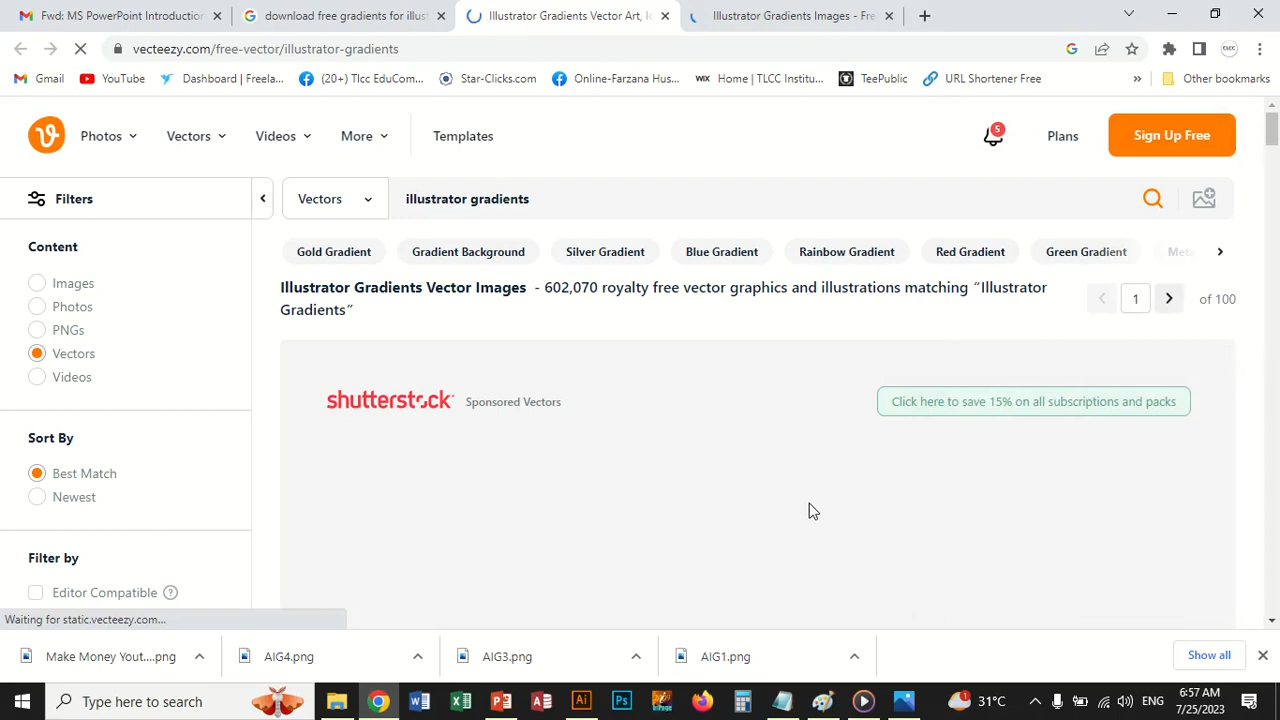 Fwd: MS PowerPoint Introduction
download free gradients for illust
Illustrator Gradients Vector Art, Ic
Illustrator Gradients Images - Free
vecteezy.com/free-vector/illustrator-gradients
Gmail YouTube Dashboard | Freela... (20+) Tlcc EduCom... Star-Clicks.com Online-Farzana Hus... WIX Home | TLCC Institu... TeePublic URL Shortener Free » Other bookmarks
Photos Vectors Videos More Templates 5 Plans Sign Up Free
Filters Vectors illustrator gradients
Content
Gold Gradient Gradient Background Silver Gradient Blue Gradient Rainbow Gradient Red Gradient Green Gradient Meta
Images
Photos
PNGs
Vectors
Videos
Illustrator Gradients Vector Images - 602,070 royalty free vector graphics and illustrations matching “Illustrator
Gradients”
1 of 100
shutterstock Sponsored Vectors Click here to save 15% on all subscriptions and packs
Sort By
Best Match
Newest
Filter by
Editor Compatible ?
Waiting for static.vecteezy.com...
Make Money Yout....png AIG4.png AIG3.png AIG1.png Show all
Type here to search 31°C ENG 6:57 AM
7/25/2023